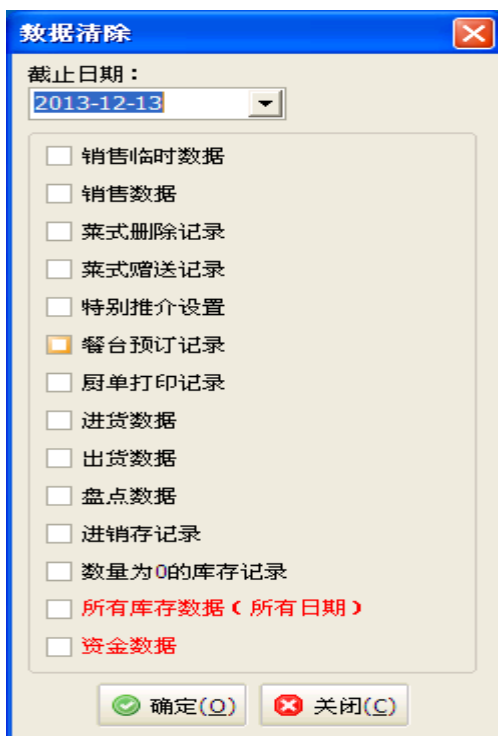 数据清除
截止日期：
2013-12-13
销售临时数据
销售数据
菜式删除记录
菜式赠送记录
特别推介设置
餐台预订记录
厨单打印记录
进货数据
出货数据
盘点数据
进销存记录
数量为0的库存记录
所有库存数据（所有日期）
资金数据
确定(O) 关闭(C)